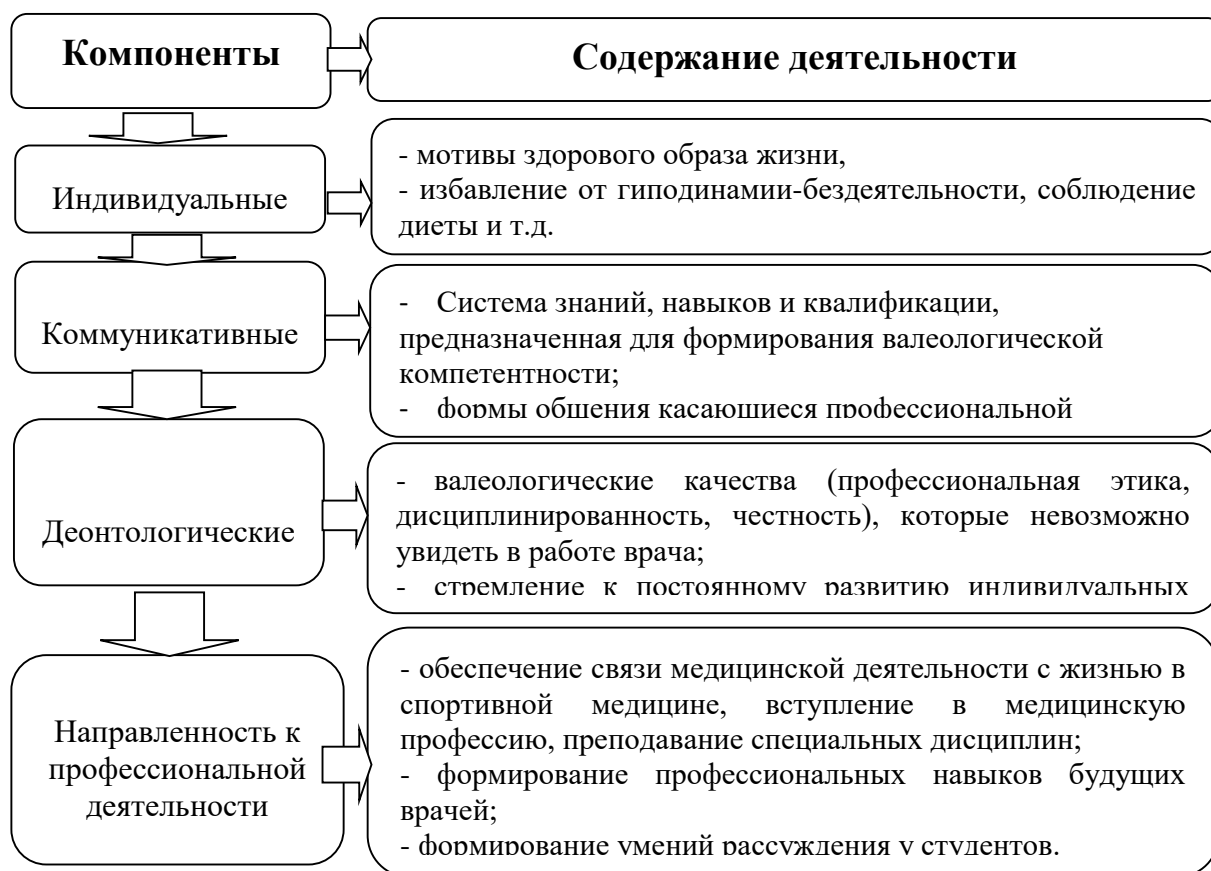 Компоненты
Содержание деятельности
Индивидуальные
- мотивы здорового образа жизни,
- избавление от гиподинамии-бездеятельности, соблюдение
диеты и т.д.
Коммуникативные
- Система знаний, навыков и квалификации,
предназначенная для формирования валеологической
компетентности;
- формы общения касающиеся профессиональной
Деонтологические
- валеологические качества (профессиональная этика,
дисциплинированность, честность), которые невозможно
увидеть в работе врача;
- стремление к постоянному развитию индивидуальных
Направленность к
профессиональной
деятельности
- обеспечение связи медицинской деятельности с жизнью в
спортивной медицине, вступление в медицинскую
профессию, преподавание специальных дисциплин;
- формирование профессиональных навыков будущих
врачей;
- формирование умений рассуждения у студентов.